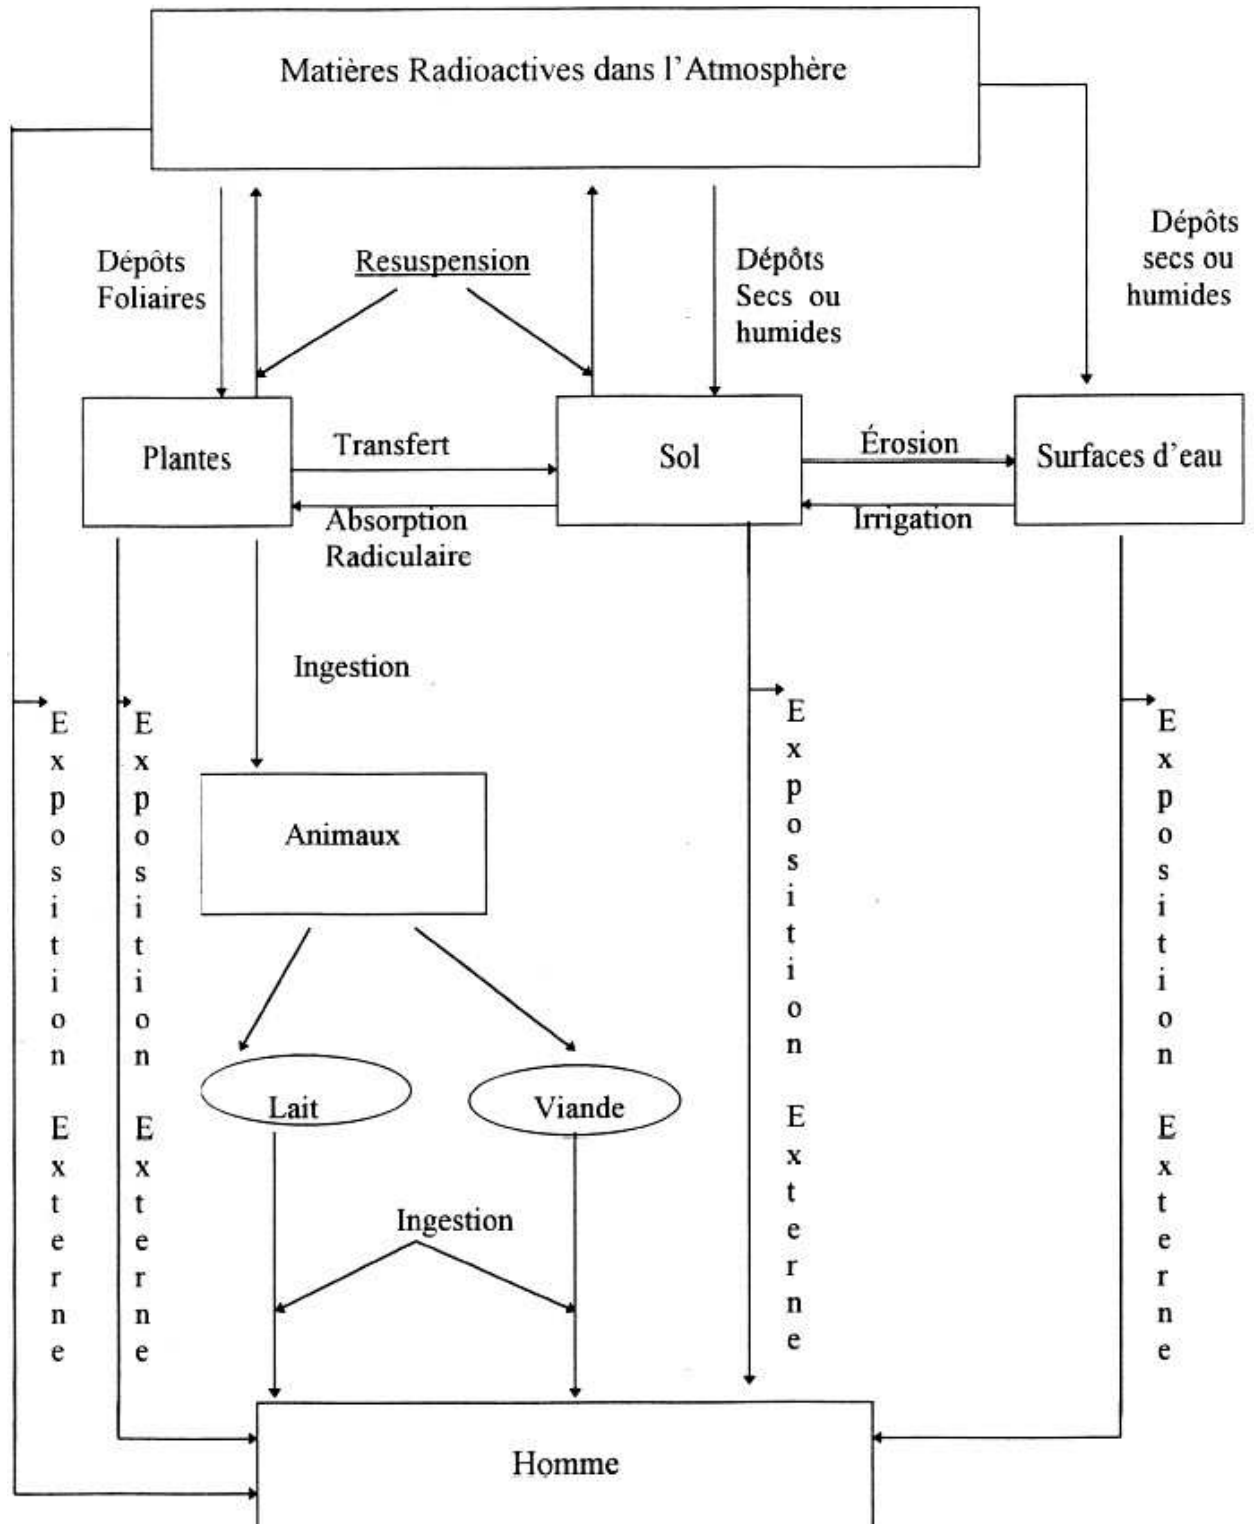 Matières Radioactives dans l'Atmosphère
Dépôts
Foliaires
Resuspension
Dépôts
Secs ou
humides
Dépôts
secs ou
humides
Plantes
Transfert
Absorption
Radiculaire
Sol
Érosion
Irrigation
Surfaces d'eau
Ingestion
Exposition Externe
Exposition Externe
Exposition Externe
Exposition Externe
Animaux
Lait
Viande
Ingestion
Homme